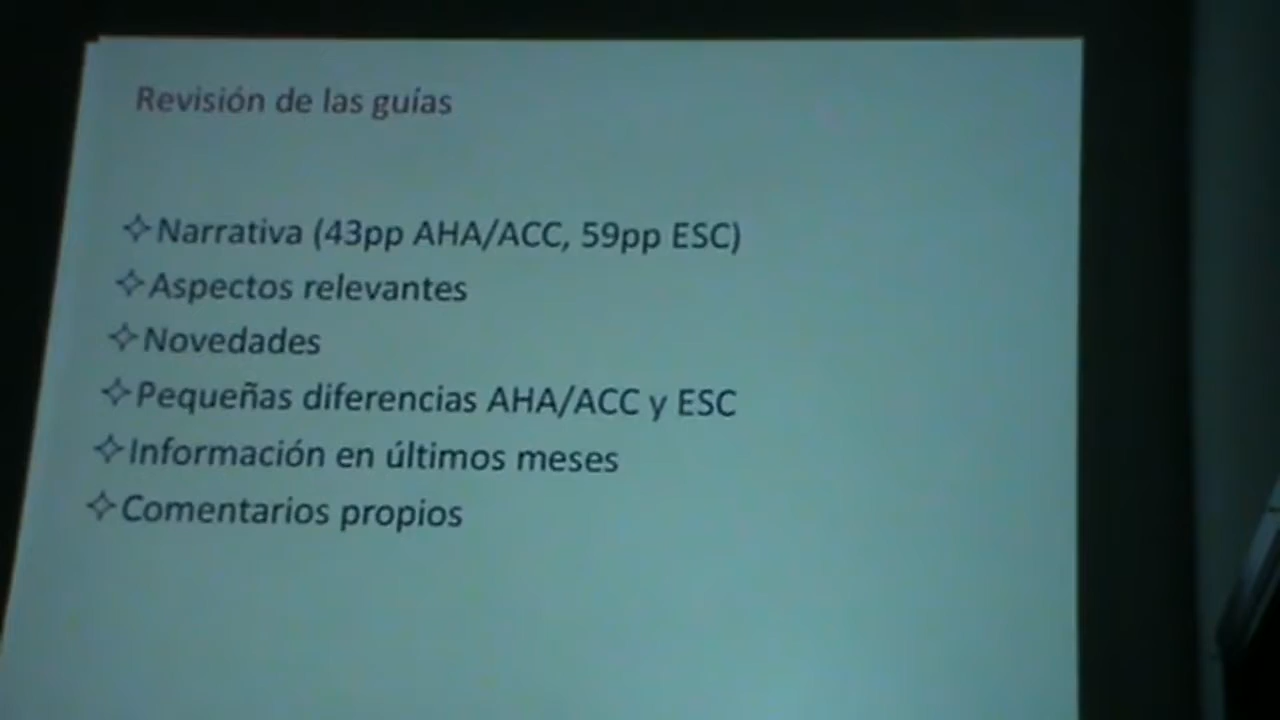 Revisión de las guías
✧Narrativa (43pp AHA/ACC, 59pp ESC)
✧Aspectos relevantes
✧Novedades
✧Pequeñas diferencias AHA/ACC y ESC
✧Información en últimos meses
✧Comentarios propios